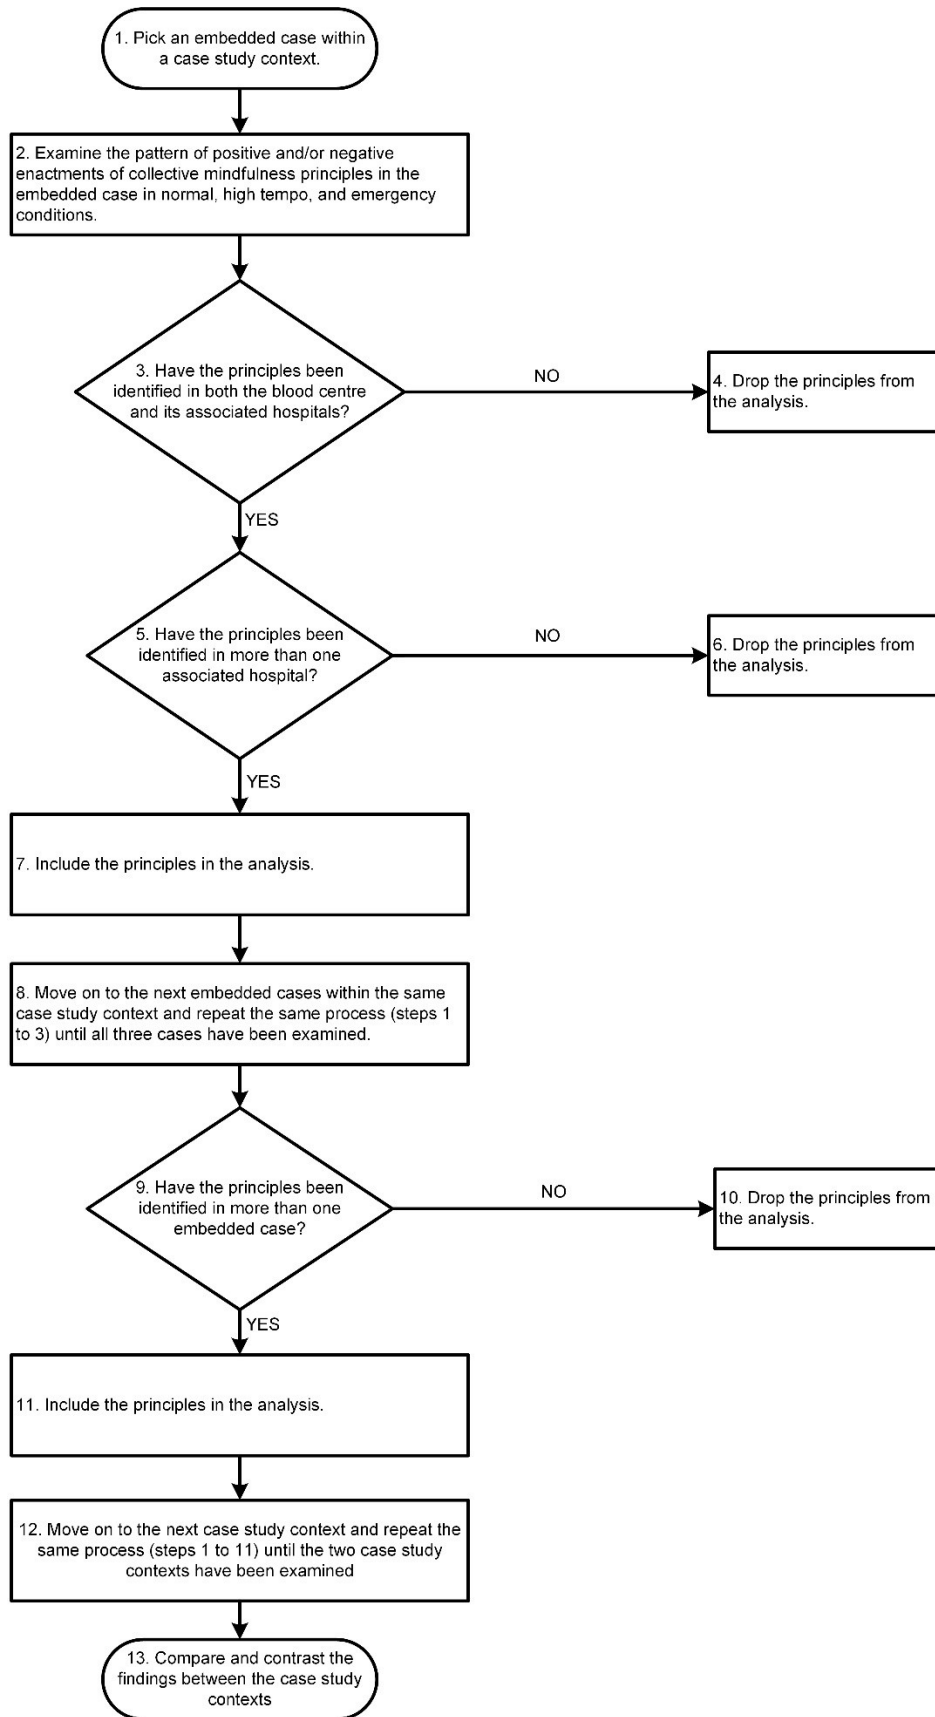 1. Pick an embedded case within
a case study context.
2. Examine the pattern of positive and/or negative
enactments of collective mindfulness principles in the
embedded case in normal, high tempo, and emergency
conditions.
3. Have the principles been
identified in both the blood centre
and its associated hospitals?
NO
4. Drop the principles from
the analysis.
YES
5. Have the principles been
identified in more than one
associated hospital?
NO
6. Drop the principles from
the analysis.
YES
7. Include the principles in the analysis.
8. Move on to the next embedded cases within the same
case study context and repeat the same process (steps 1
to 3) until all three cases have been examined.
9. Have the principles been
identified in more than one
embedded case?
NO
10. Drop the principles from
the analysis.
YES
11. Include the principles in the analysis.
12. Move on to the next case study context and repeat the
same process (steps 1 to 11) until the two case study
contexts have been examined
13. Compare and contrast the
findings between the case study
contexts